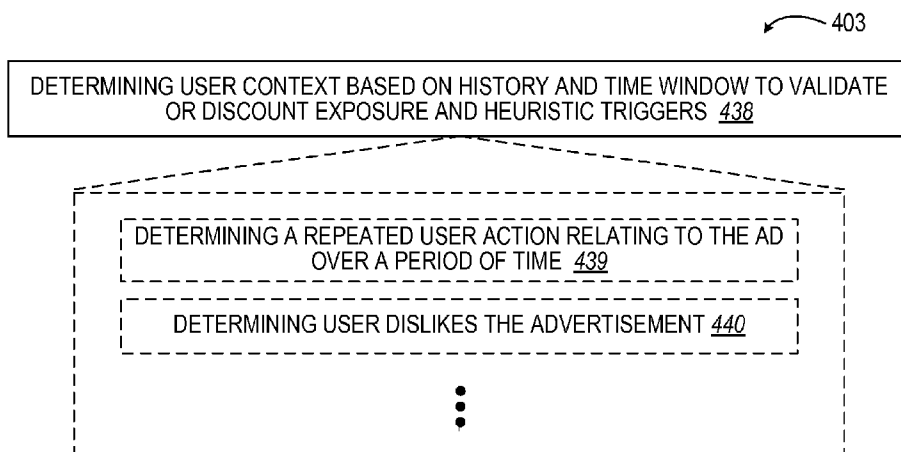 403
DETERMINING USER CONTEXT BASED ON HISTORY AND TIME WINDOW TO VALIDATE
OR DISCOUNT EXPOSURE AND HEURISTIC TRIGGERS 438
DETERMINING A REPEATED USER ACTION RELATING TO THE AD
OVER A PERIOD OF TIME 439
DETERMINING USER DISLIKES THE ADVERTISEMENT 440